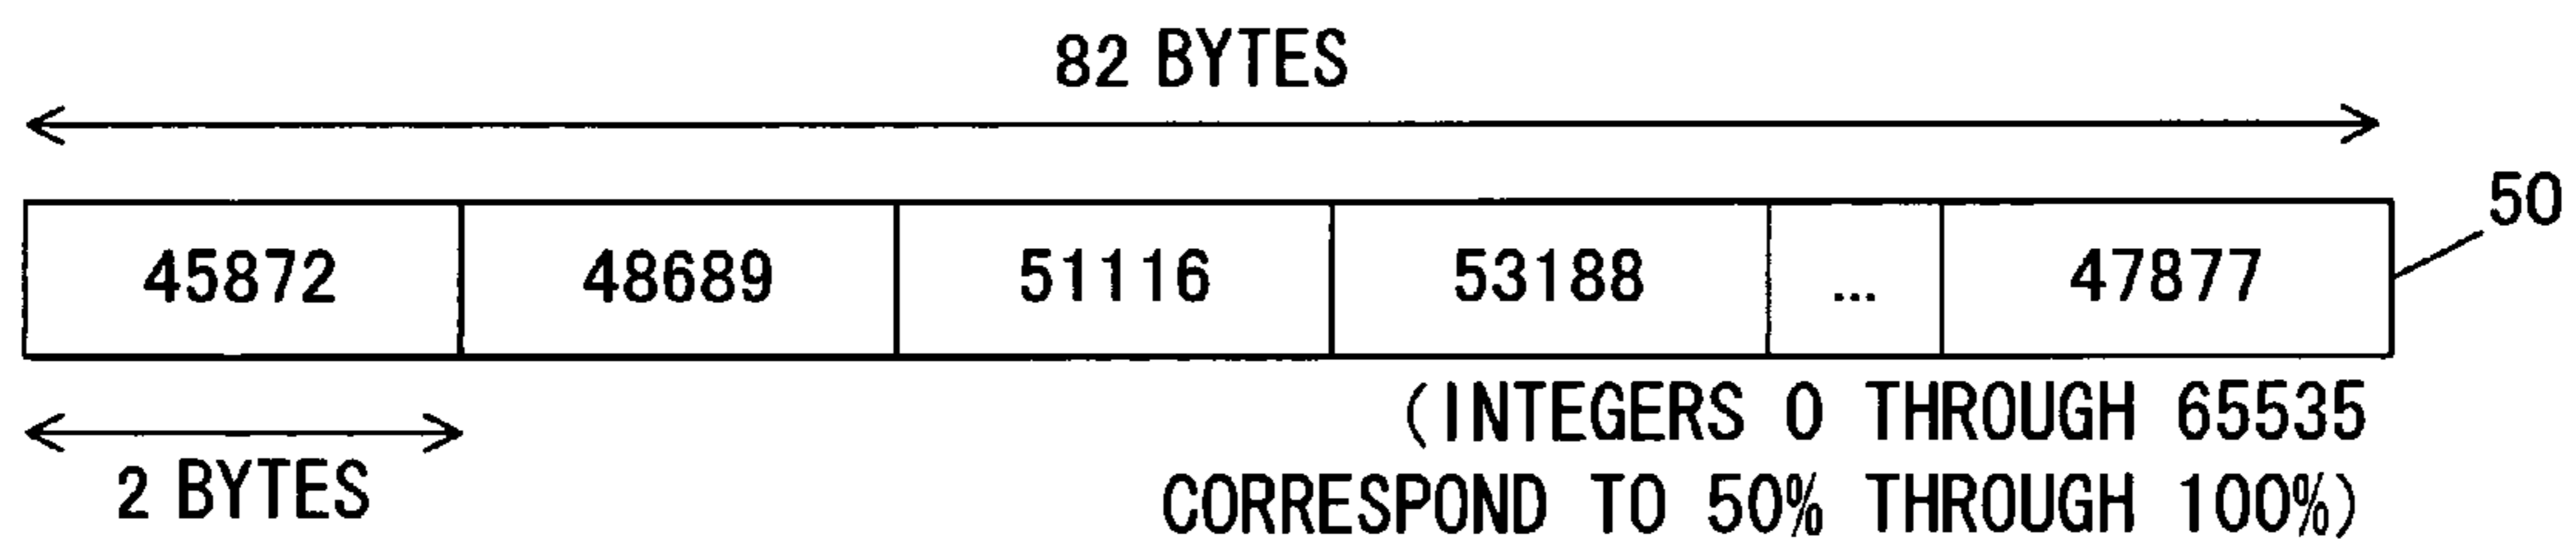 82 BYTES
50
45872 48689 51116 53188 ... 47877
(INTEGERS 0 THROUGH 65535
CORRESPOND TO 50% THROUGH 100%)
2 BYTES